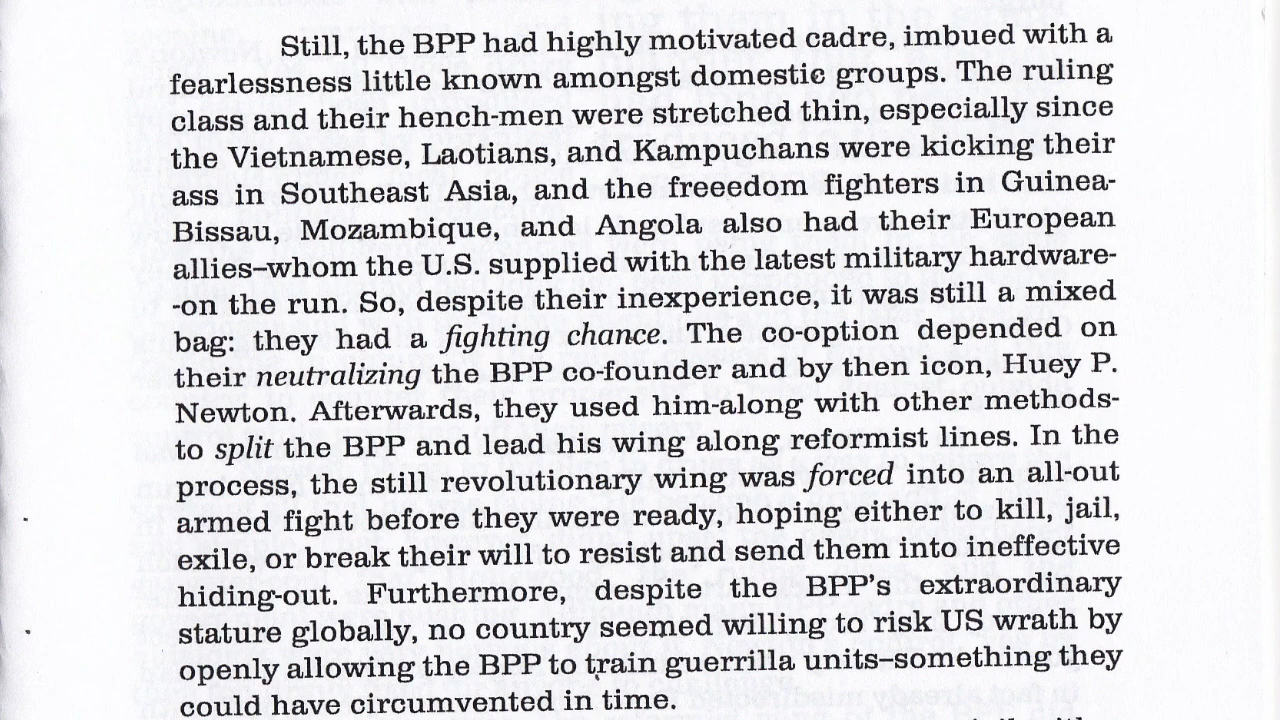 Still, the BPP had highly motivated cadre, imbued with a
fearlessness little known amongst domestic groups. The ruling
class and their hench-men were stretched thin, especially since
the Vietnamese, Laotians, and Kampuchans were kicking their
ass in Southeast Asia, and the freeedom fighters in Guinea-
Bissau, Mozambique, and Angola also had their European
allies–whom the U.S. supplied with the latest military hardware-
-on the run. So, despite their inexperience, it was still a mixed
bag: they had a fighting chance. The co-option depended on
their neutralizing the BPP co-founder and by then icon, Huey P.
Newton. Afterwards, they used him-along with other methods-
to split the BPP and lead his wing along reformist lines. In the
process, the still revolutionary wing was forced into an all-out
armed fight before they were ready, hoping either to kill, jail,
exile, or break their will to resist and send them into ineffective
hiding-out. Furthermore, despite the BPP's extraordinary
stature globally, no country seemed willing to risk US wrath by
openly allowing the BPP to train guerrilla units–something they
could have circumvented in time.